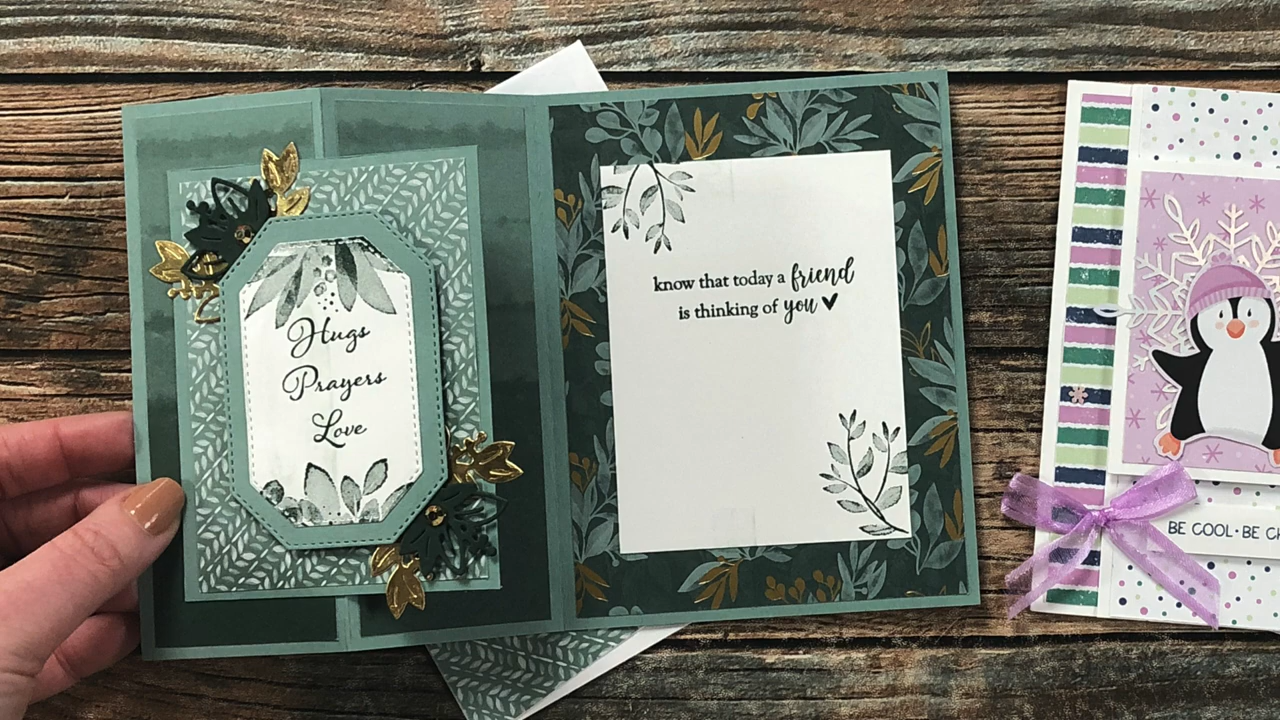 Hugs
Prayers
Love
know that today a friend
is thinking of you
BE COOL • BE